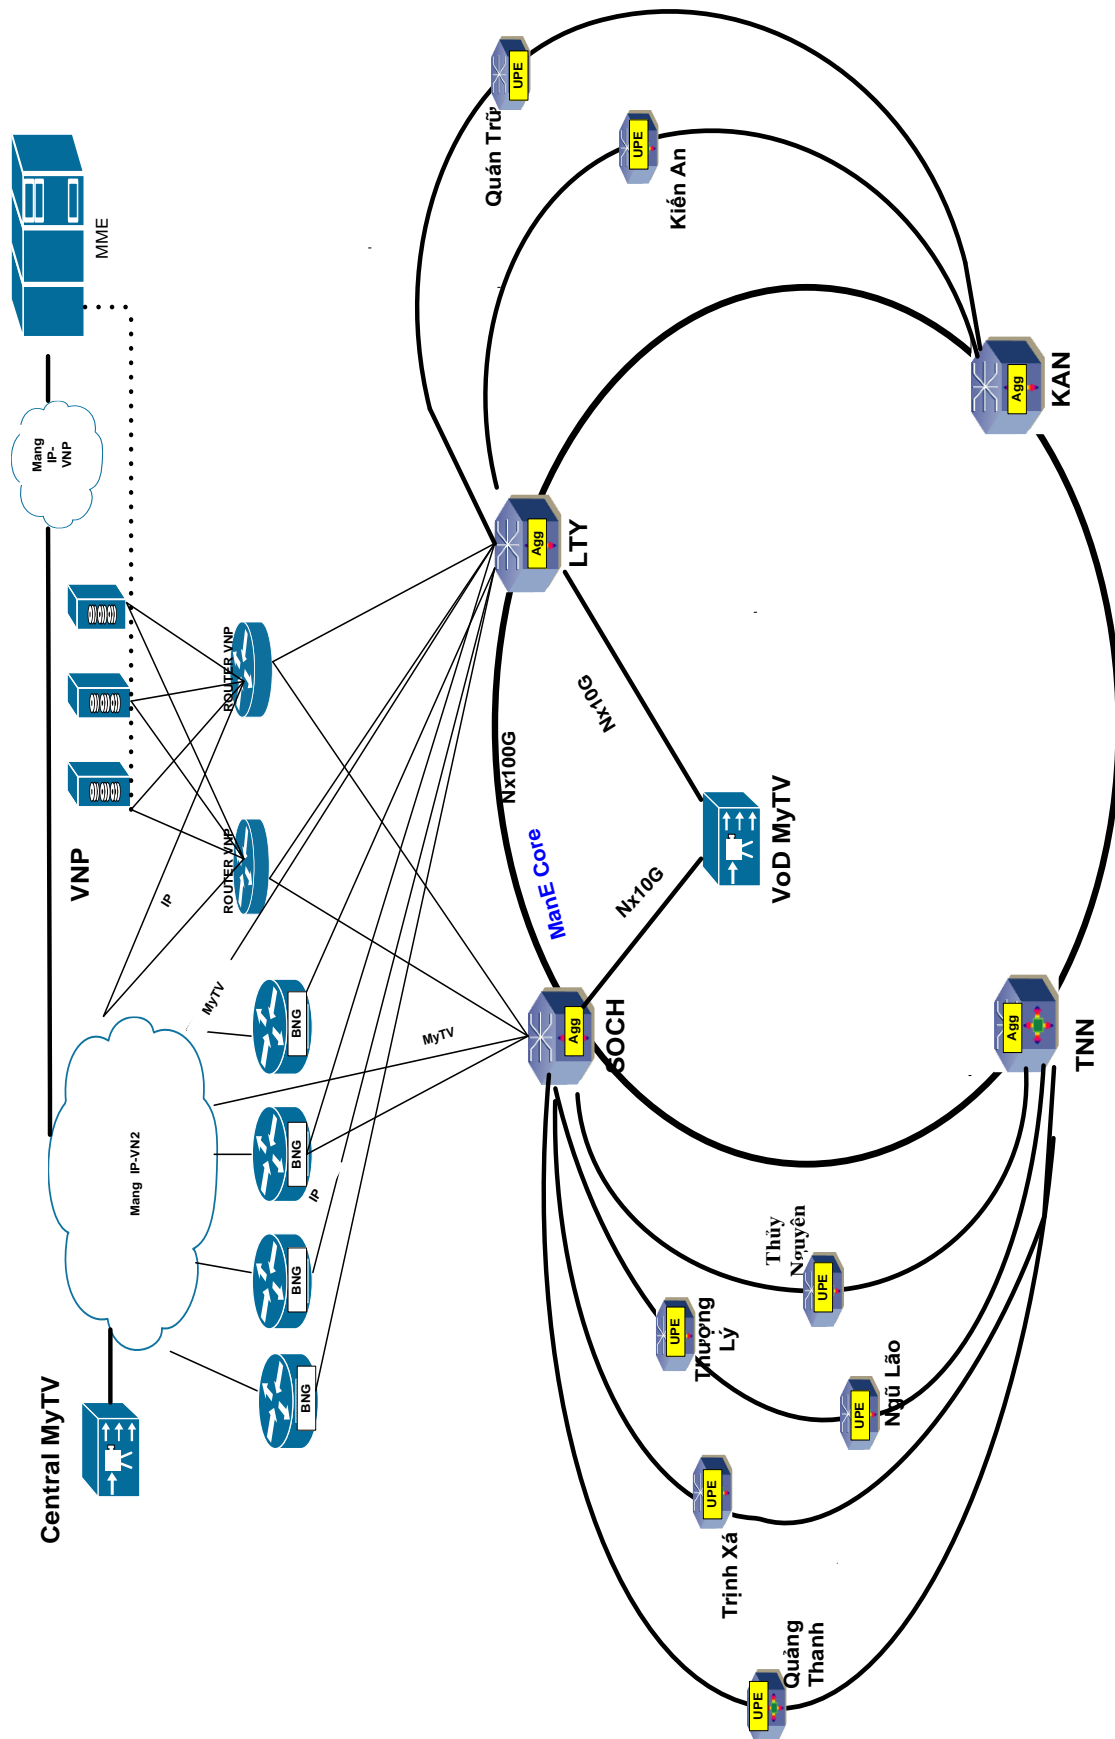 Central MyTV
Mang IP-VN2
Mang
IP-
VNP
MME
VNP
ROUTER VNP
ROUTER VNP
IP
MyTV
MyTV
IP
BNG
BNG
BNG
BNG
UPE
Quán Trữ
UPE
Kiến An
Agg
LTY
Agg
KAN
Nx100G
Nx10G
ManE Core
Nx10G
VoD MyTV
Agg
SOCH
Agg
TNN
UPE
Thủy
Nguyên
UPE
Thượng
Lý
UPE
Ngũ Lão
UPE
Trịnh Xá
UPE
Quảng
Thanh